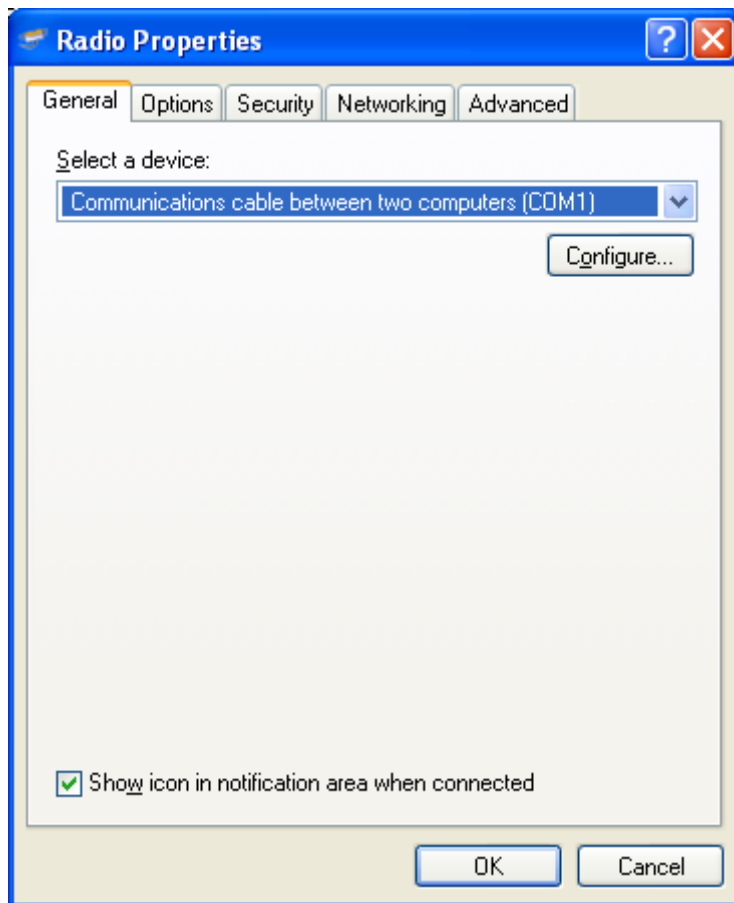 Radio Properties
General Options Security Networking Advanced
Select a device:
Communications cable between two computers (COM1)
Configure...
Show icon in notification area when connected
OK Cancel